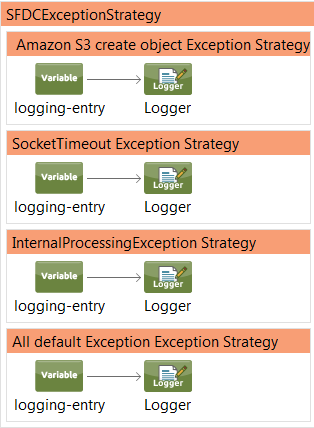 SFDCExceptionStrategy
Amazon S3 create object Exception Strategy
Variable
Logger
logging-entry
Logger
SocketTimeout Exception Strategy
Variable
Logger
logging-entry
Logger
InternalProcessingException Strategy
Variable
Logger
logging-entry
Logger
All default Exception Exception Strategy
Variable
Logger
logging-entry
Logger